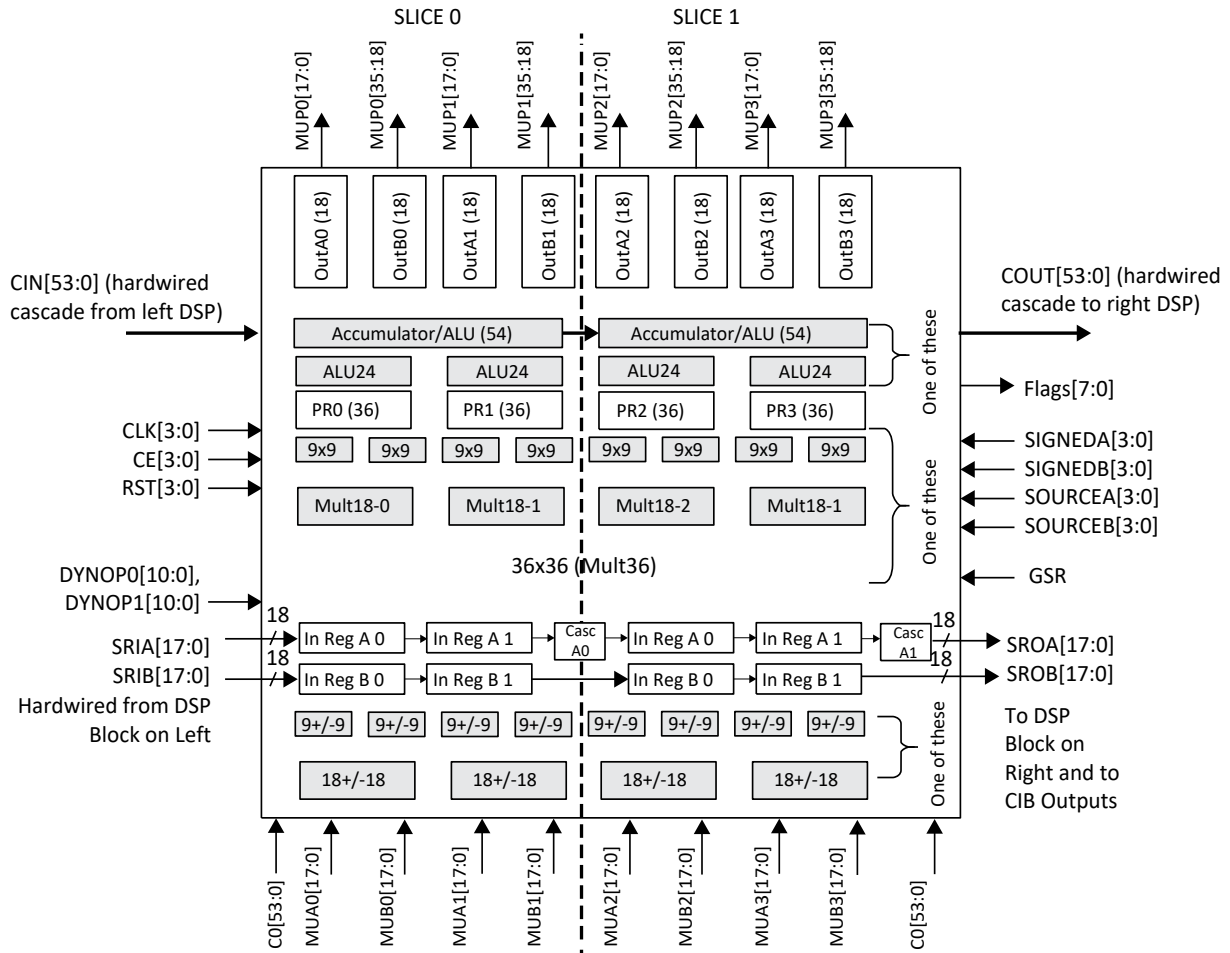 SLICE 0
SLICE 1
MUP0[17:0]
MUP0[35:18]
MUP1[17:0]
MUP1[35:18]
MUP2[17:0]
MUP2[35:18]
MUP3[17:0]
MUP3[35:18]
OutA0 (18)
OutB0 (18)
OutA1 (18)
OutB1 (18)
OutA2 (18)
OutB2 (18)
OutA3 (18)
OutB3 (18)
CIN[53:0] (hardwired
cascade from left DSP)
COUT[53:0] (hardwired
cascade to right DSP)
Accumulator/ALU (54)
Accumulator/ALU (54)
ALU24
ALU24
ALU24
ALU24
One of these
PR0 (36)
PR1 (36)
PR2 (36)
PR3 (36)
Flags[7:0]
CLK[3:0]
CE[3:0]
RST[3:0]
9x9
9x9
9x9
9x9
9x9
9x9
9x9
9x9
SIGNEDA[3:0]
SIGNEDB[3:0]
SOURCEA[3:0]
SOURCEB[3:0]
Mult18-0
Mult18-1
Mult18-2
Mult18-1
One of these
36x36 (Mult36)
GSR
DYNOP0[10:0],
DYNOP1[10:0]
18
SRIA[17:0]
18
SRIB[17:0]
Hardwired from DSP
Block on Left
In Reg A 0
In Reg A 1
Casc
A0
In Reg A 0
In Reg A 1
Casc
A1
18
SROA[17:0]
In Reg B 0
In Reg B 1
In Reg B 0
In Reg B 1
18
SROB[17:0]
To DSP
Block on
Right and to
CIB Outputs
9+/-9
9+/-9
9+/-9
9+/-9
9+/-9
9+/-9
9+/-9
9+/-9
18+/-18
18+/-18
18+/-18
18+/-18
One of these
C0[53:0]
MUA0[17:0]
MUB0[17:0]
MUA1[17:0]
MUB1[17:0]
MUA2[17:0]
MUB2[17:0]
MUA3[17:0]
MUB3[17:0]
C0[53:0]